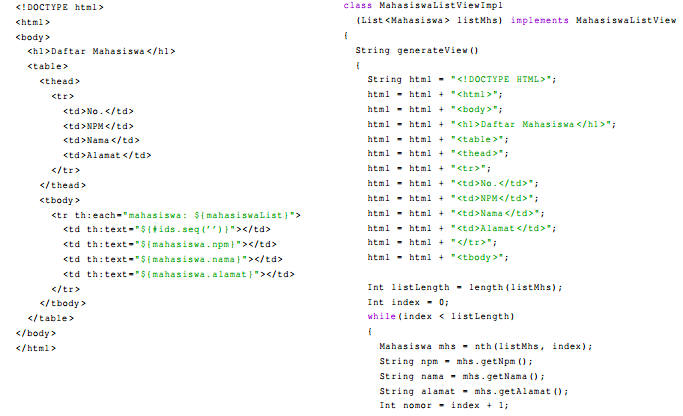 <!DOCTYPE html>
<html>
<body>
<h1>Daftar Mahasiswa</h1>
<table>
<thead>
<tr>
<td>No.</td>
<td>NPM</td>
<td>Nama</td>
<td>Alamat</td>
</tr>
</thead>
<tbody>
<tr th:each="mahasiswa: ${mahasiswaList}">
<td th:text="${#ids.seq('')}"></td>
<td th:text="${mahasiswa.npm}"></td>
<td th:text="${mahasiswa.nama}"></td>
<td th:text="${mahasiswa.alamat}"></td>
</tr>
</tbody>
</table>
</body>
</html>
class MahasiswaListViewImpl
(List<Mahasiswa> listMhs) implements MahasiswaListView
{
String generateView()
{
String html = "<!DOCTYPE HTML>";
html = html + "<html>";
html = html + "<body>";
html = html + "<h1>Daftar Mahasiswa</h1>";
html = html + "<table>";
html = html + "<thead>";
html = html + "<tr>";
html = html + "<td>No.</td>";
html = html + "<td>NPM</td>";
html = html + "<td>Nama</td>";
html = html + "<td>Alamat</td>";
html = html + "</tr>";
html = html + "<tbody>";
Int listLength = length(listMhs);
Int index = 0;
while(index < listLength)
{
Mahasiswa mhs = nth(listMhs, index);
String npm = mhs.getNpm();
String nama = mhs.getNama();
String alamat = mhs.getAlamat();
Int nomor = index + 1;